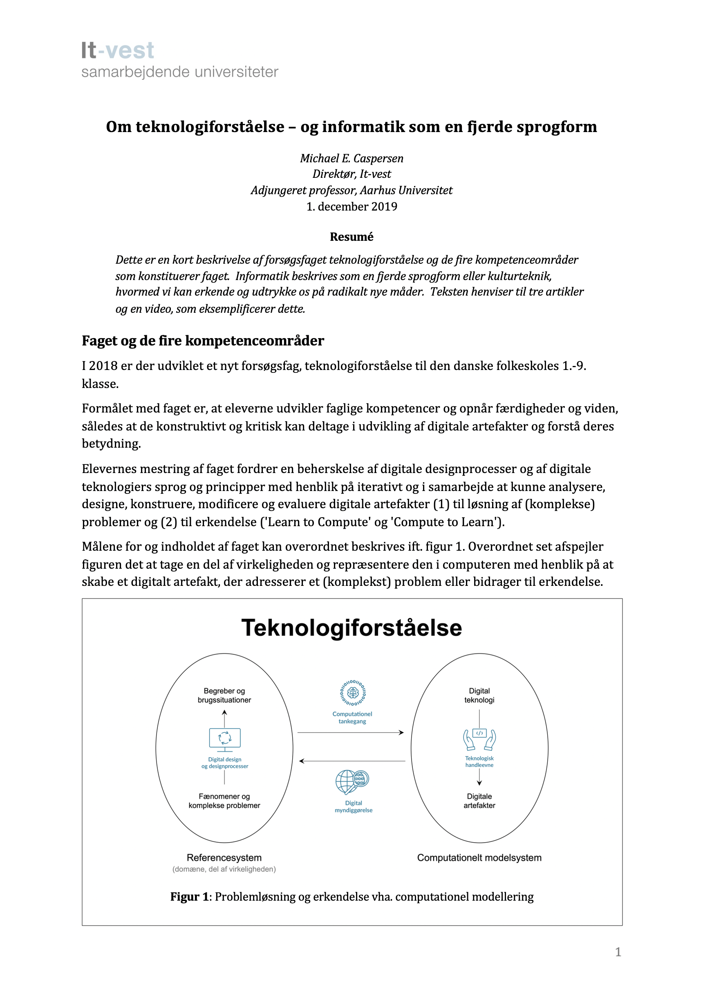 It-vest
samarbejdende universiteter
Om teknologiforståelse – og informatik som en fjerde sprogform
Michael E. Caspersen
Direktør, It-vest
Adjungeret professor, Aarhus Universitet
1. december 2019
Resumé
Dette er en kort beskrivelse af forsøgsfaget teknologiforståelse og de fire kompetenceområder
som konstituerer faget.  Informatik beskrives som en fjerde sprogform eller kulturteknik,
hvormed vi kan erkende og udtrykke os på radikalt nye måder.  Teksten henviser til tre artikler
og en video, som eksemplificerer dette.
Faget og de fire kompetenceområder
I 2018 er der udviklet et nyt forsøgsfag, teknologiforståelse til den danske folkeskoles 1.-9.
klasse.
Formålet med faget er, at eleverne udvikler faglige kompetencer og opnår færdigheder og viden,
således at de konstruktivt og kritisk kan deltage i udvikling af digitale artefakter og forstå deres
betydning.
Elevernes mestring af faget fordrer en beherskelse af digitale designprocesser og af digitale
teknologiers sprog og principper med henblik på iterativt og i samarbejde at kunne analysere,
designe, konstruere, modificere og evaluere digitale artefakter (1) til løsning af (komplekse)
problemer og (2) til erkendelse ('Learn to Compute' og 'Compute to Learn').
Målene for og indholdet af faget kan overordnet beskrives ift. figur 1. Overordnet set afspejler
figuren det at tage en del af virkeligheden og repræsentere den i computeren med henblik på at
skabe et digitalt artefakt, der adresserer et (komplekst) problem eller bidrager til erkendelse.
Teknologiforståelse
Begreber og
brugssituationer
Digital design
og designprocesser
Fænomener og
komplekse problemer
Computationel
tankegang
Digital
myndiggørelse
Digital
teknologi
</>
Teknologisk
handleevne
Digitale
artefakter
Referencesystem
(domæne, del af virkeligheden)
Computationelt modelsystem
Figur 1: Problemløsning og erkendelse vha. computationel modellering
1